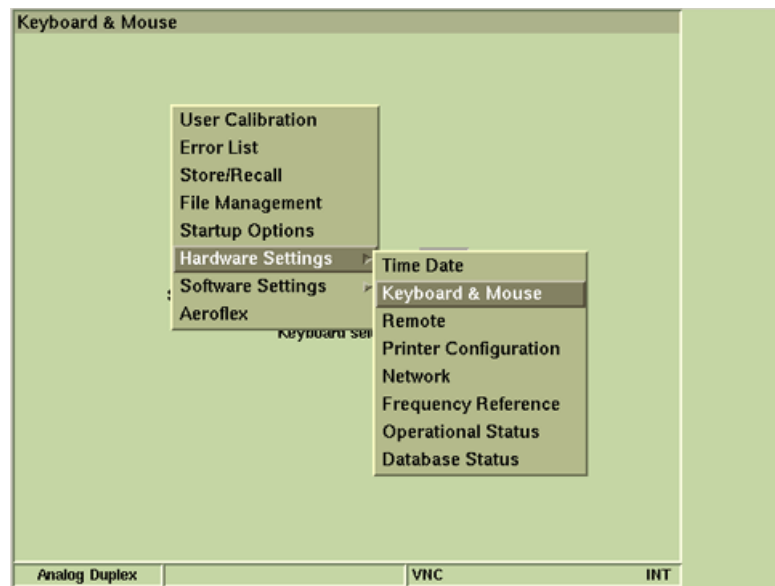 Keyboard & Mouse
User Calibration
Error List
Store/Recall
File Management
Startup Options
Hardware Settings
Software Settings
Aeroflex
Time Date
Keyboard & Mouse
Remote
Printer Configuration
Network
Frequency Reference
Operational Status
Database Status
Keyboard
Analog Duplex
VNC
INT